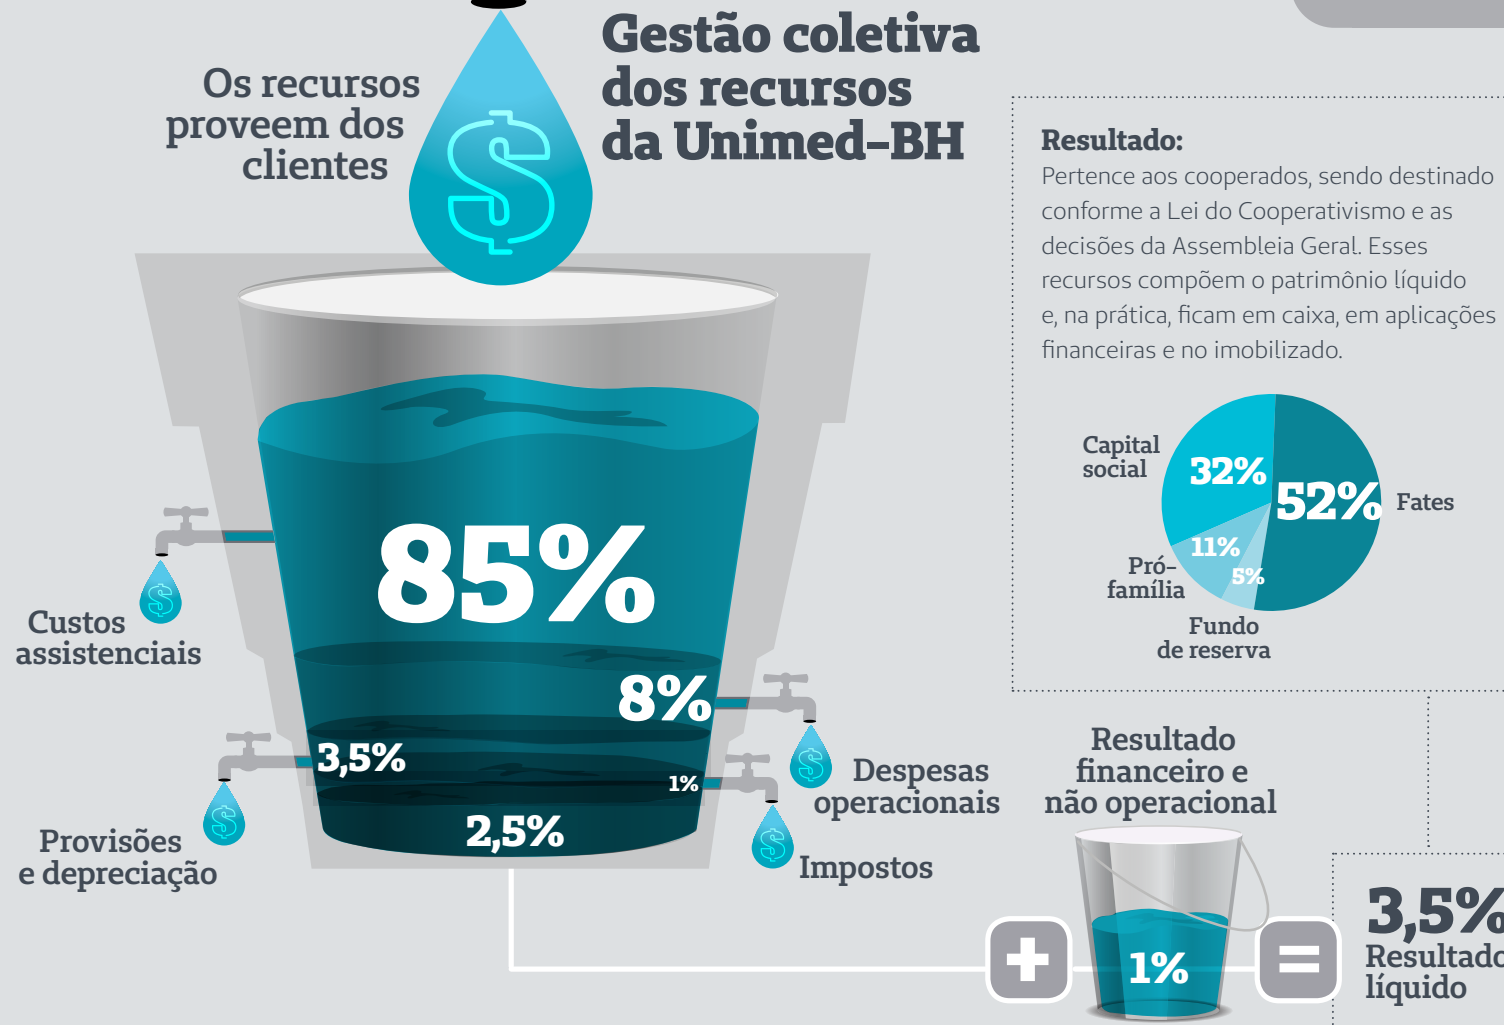 Gestão coletiva
dos recursos
da Unimed-BH
Os recursos
proveem dos
clientes
$
85%
8%
3,5%
1%
2,5%
Custos
assistenciais
Provisões
e depreciação
Despesas
operacionais
Impostos
$
$
$
$
Resultado:
Pertence aos cooperados, sendo destinado
conforme a Lei do Cooperativismo e as
decisões da Assembleia Geral. Esses
recursos compõem o patrimônio líquido
e, na prática, ficam em caixa, em aplicações
financeiras e no imobilizado.
Capital
social
32%
52%
Fates
11%
Pró-
família
5%
Fundo
de reserva
Resultado
financeiro e
não operacional
+
1%
=
3,5%
Resultado
líquido